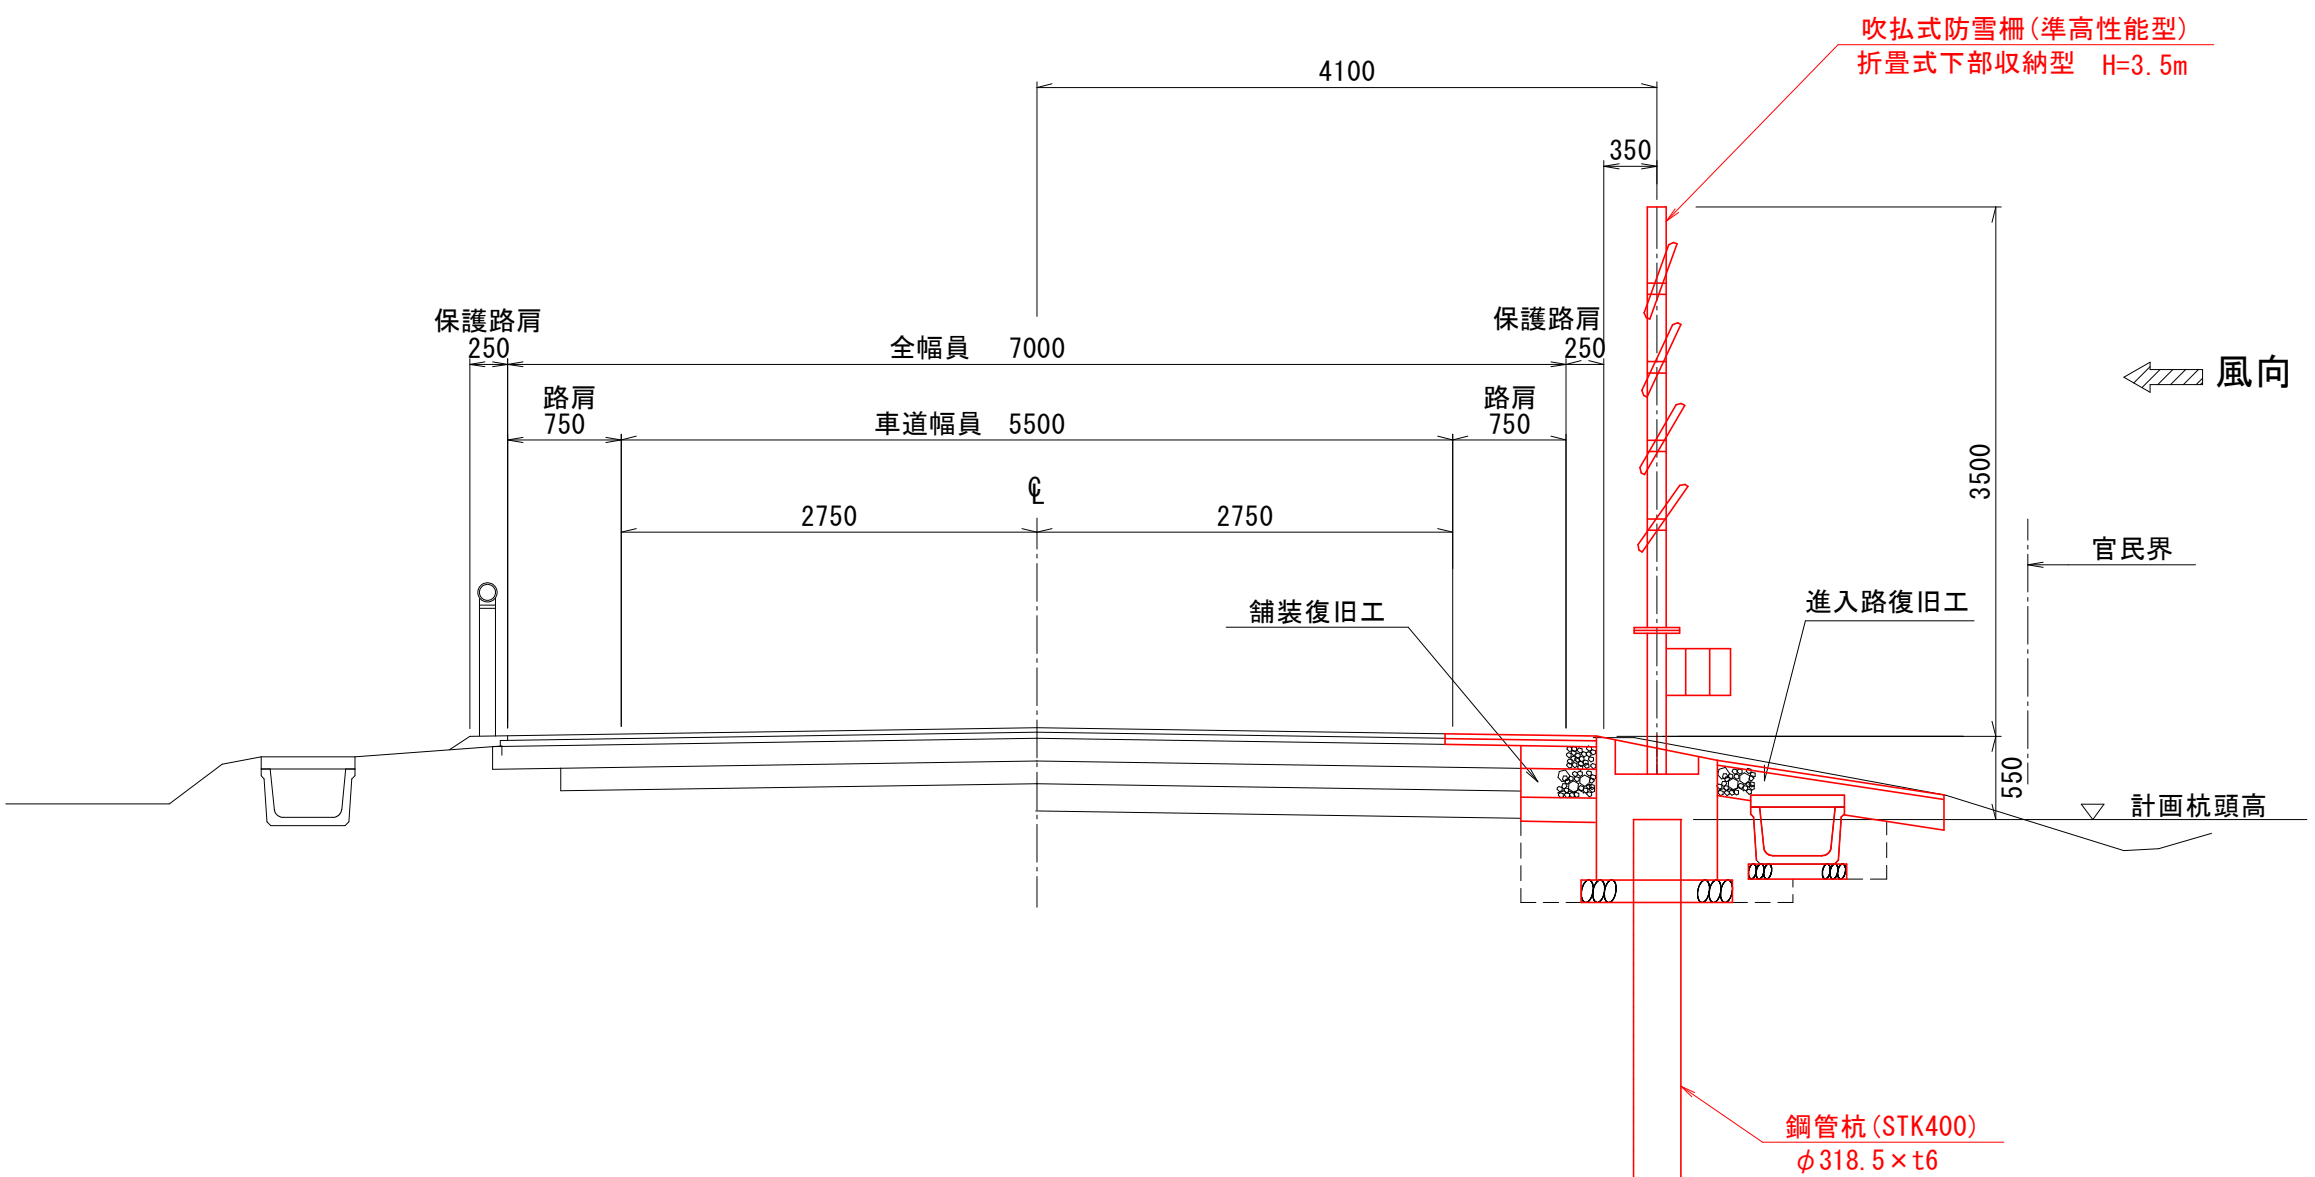 吹払式防雪柵(準高性能型)
折畳式下部収納型 H=3.5m
4100
350
保護路肩
250
全幅員 7000
保護路肩
250
風向
路肩
750
車道幅員 5500
路肩
750
3500
℄
2750
2750
官民界
舗装復旧工
進入路復旧工
550
計画杭頭高
鋼管杭(STK400)
φ318.5×t6